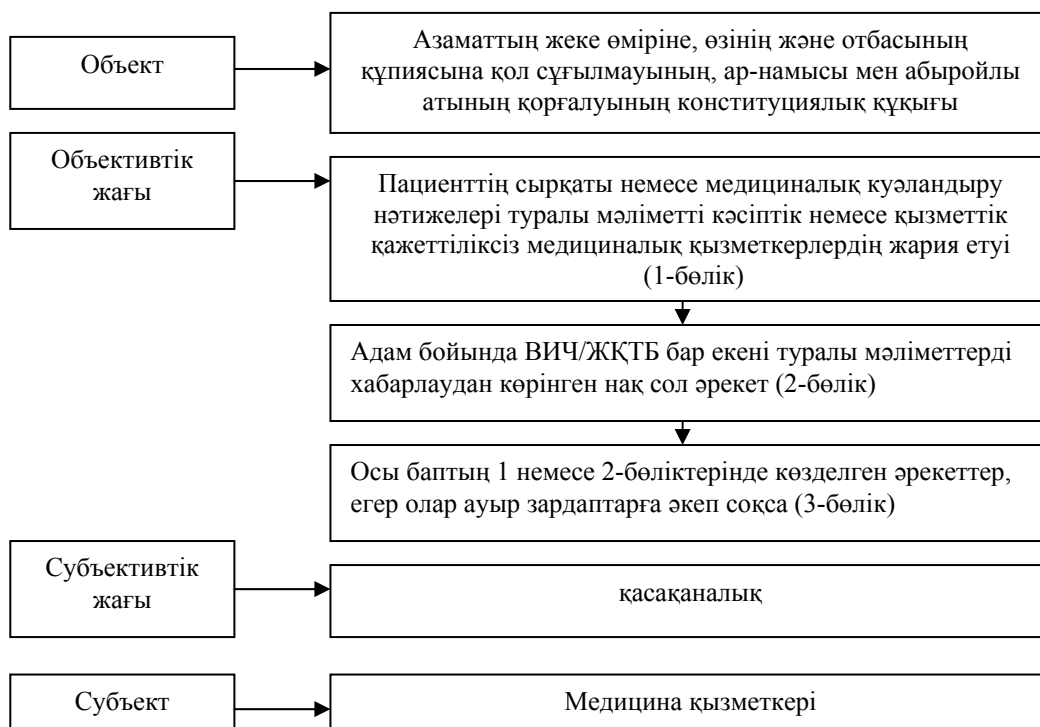 Объект
Азаматтың жеке өміріне, өзінің және отбасының
құпиясына қол сұғылмауының, ар-намысы мен абыройлы
атының қорғалуының конституциялық құқығы
Объективтік
жағы
Пациенттің сырқаты немесе медициналық куәландыру
нәтижелері туралы мәліметті кәсіптік немесе қызметтік
қажеттіліксіз медициналық қызметкерлердің жария етуі
(1-бөлік)
Адам бойында ВИЧ/ЖҚТБ бар екені туралы мәліметтерді
хабарлаудан көрінген нақ сол әрекет (2-бөлік)
Осы баптың 1 немесе 2-бөліктерінде көзделген әрекеттер,
егер олар ауыр зардаптарға әкеп соқса (3-бөлік)
Субъективтік
жағы
қасақаналық
Субъект
Медицина қызметкері